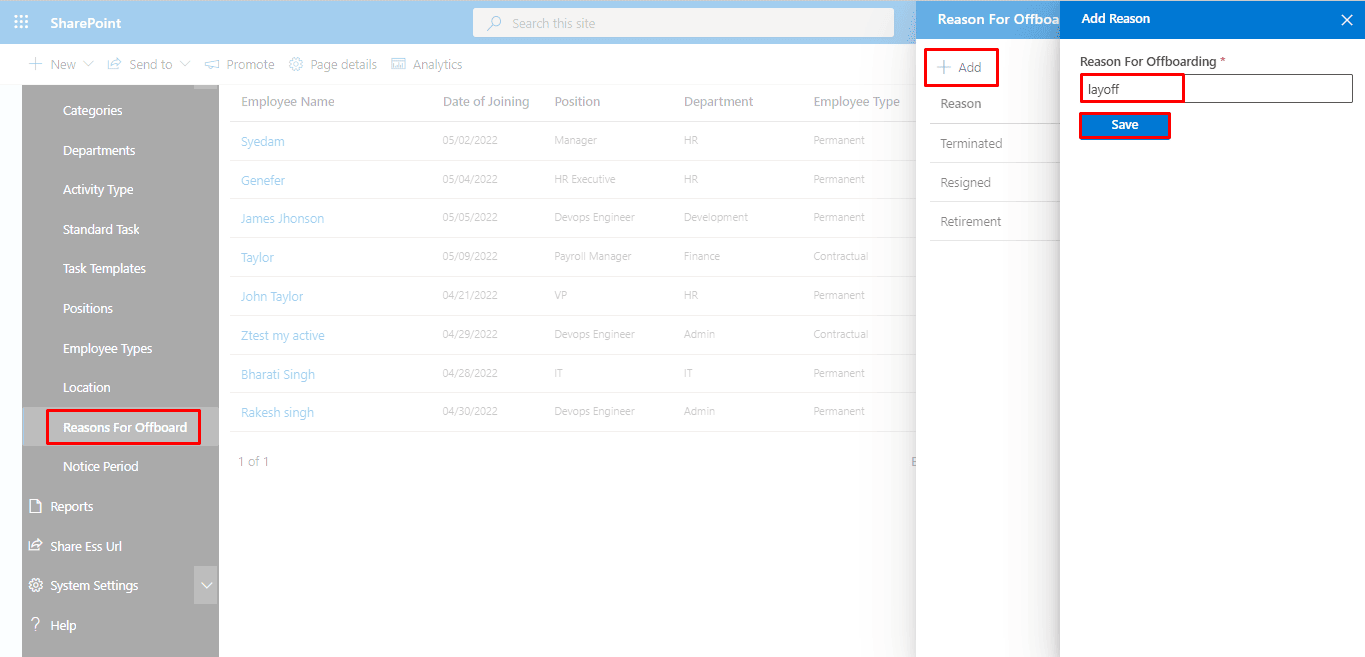 SharePoint
Search this site
New
Send to
Promote
Page details
Analytics
Categories
Departments
Activity Type
Standard Task
Task Templates
Positions
Employee Types
Location
Reasons For Offboard
Notice Period
Reports
Share Ess Url
System Settings
Help
Employee Name Date of Joining Position Department Employee Type
Syedam 05/02/2022 Manager HR Permanent
Genefer 05/04/2022 HR Executive HR Permanent
James Jhonson 05/05/2022 Devops Engineer Development Permanent
Taylor 05/09/2022 Payroll Manager Finance Contractual
John Taylor 04/21/2022 VP HR Permanent
Ztest my active 04/29/2022 Devops Engineer Admin Contractual
Bharati Singh 04/28/2022 IT IT Permanent
Rakesh singh 04/30/2022 Devops Engineer Admin Permanent
1 of 1
Reason For Offboa
Add
Reason
Terminated
Resigned
Retirement
Add Reason
Reason For Offboarding *
layoff
Save